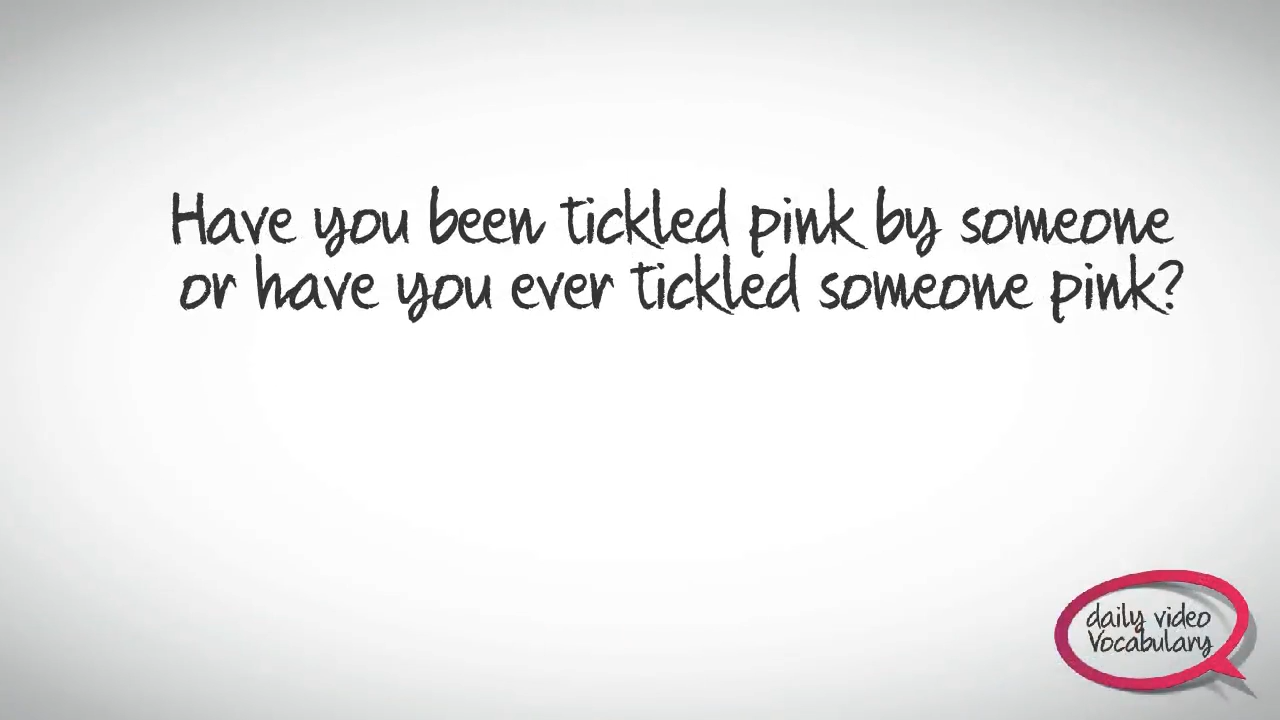 Have you been tickled pink by someone
or have you ever tickled someone pink?
daily video
Vocabulary